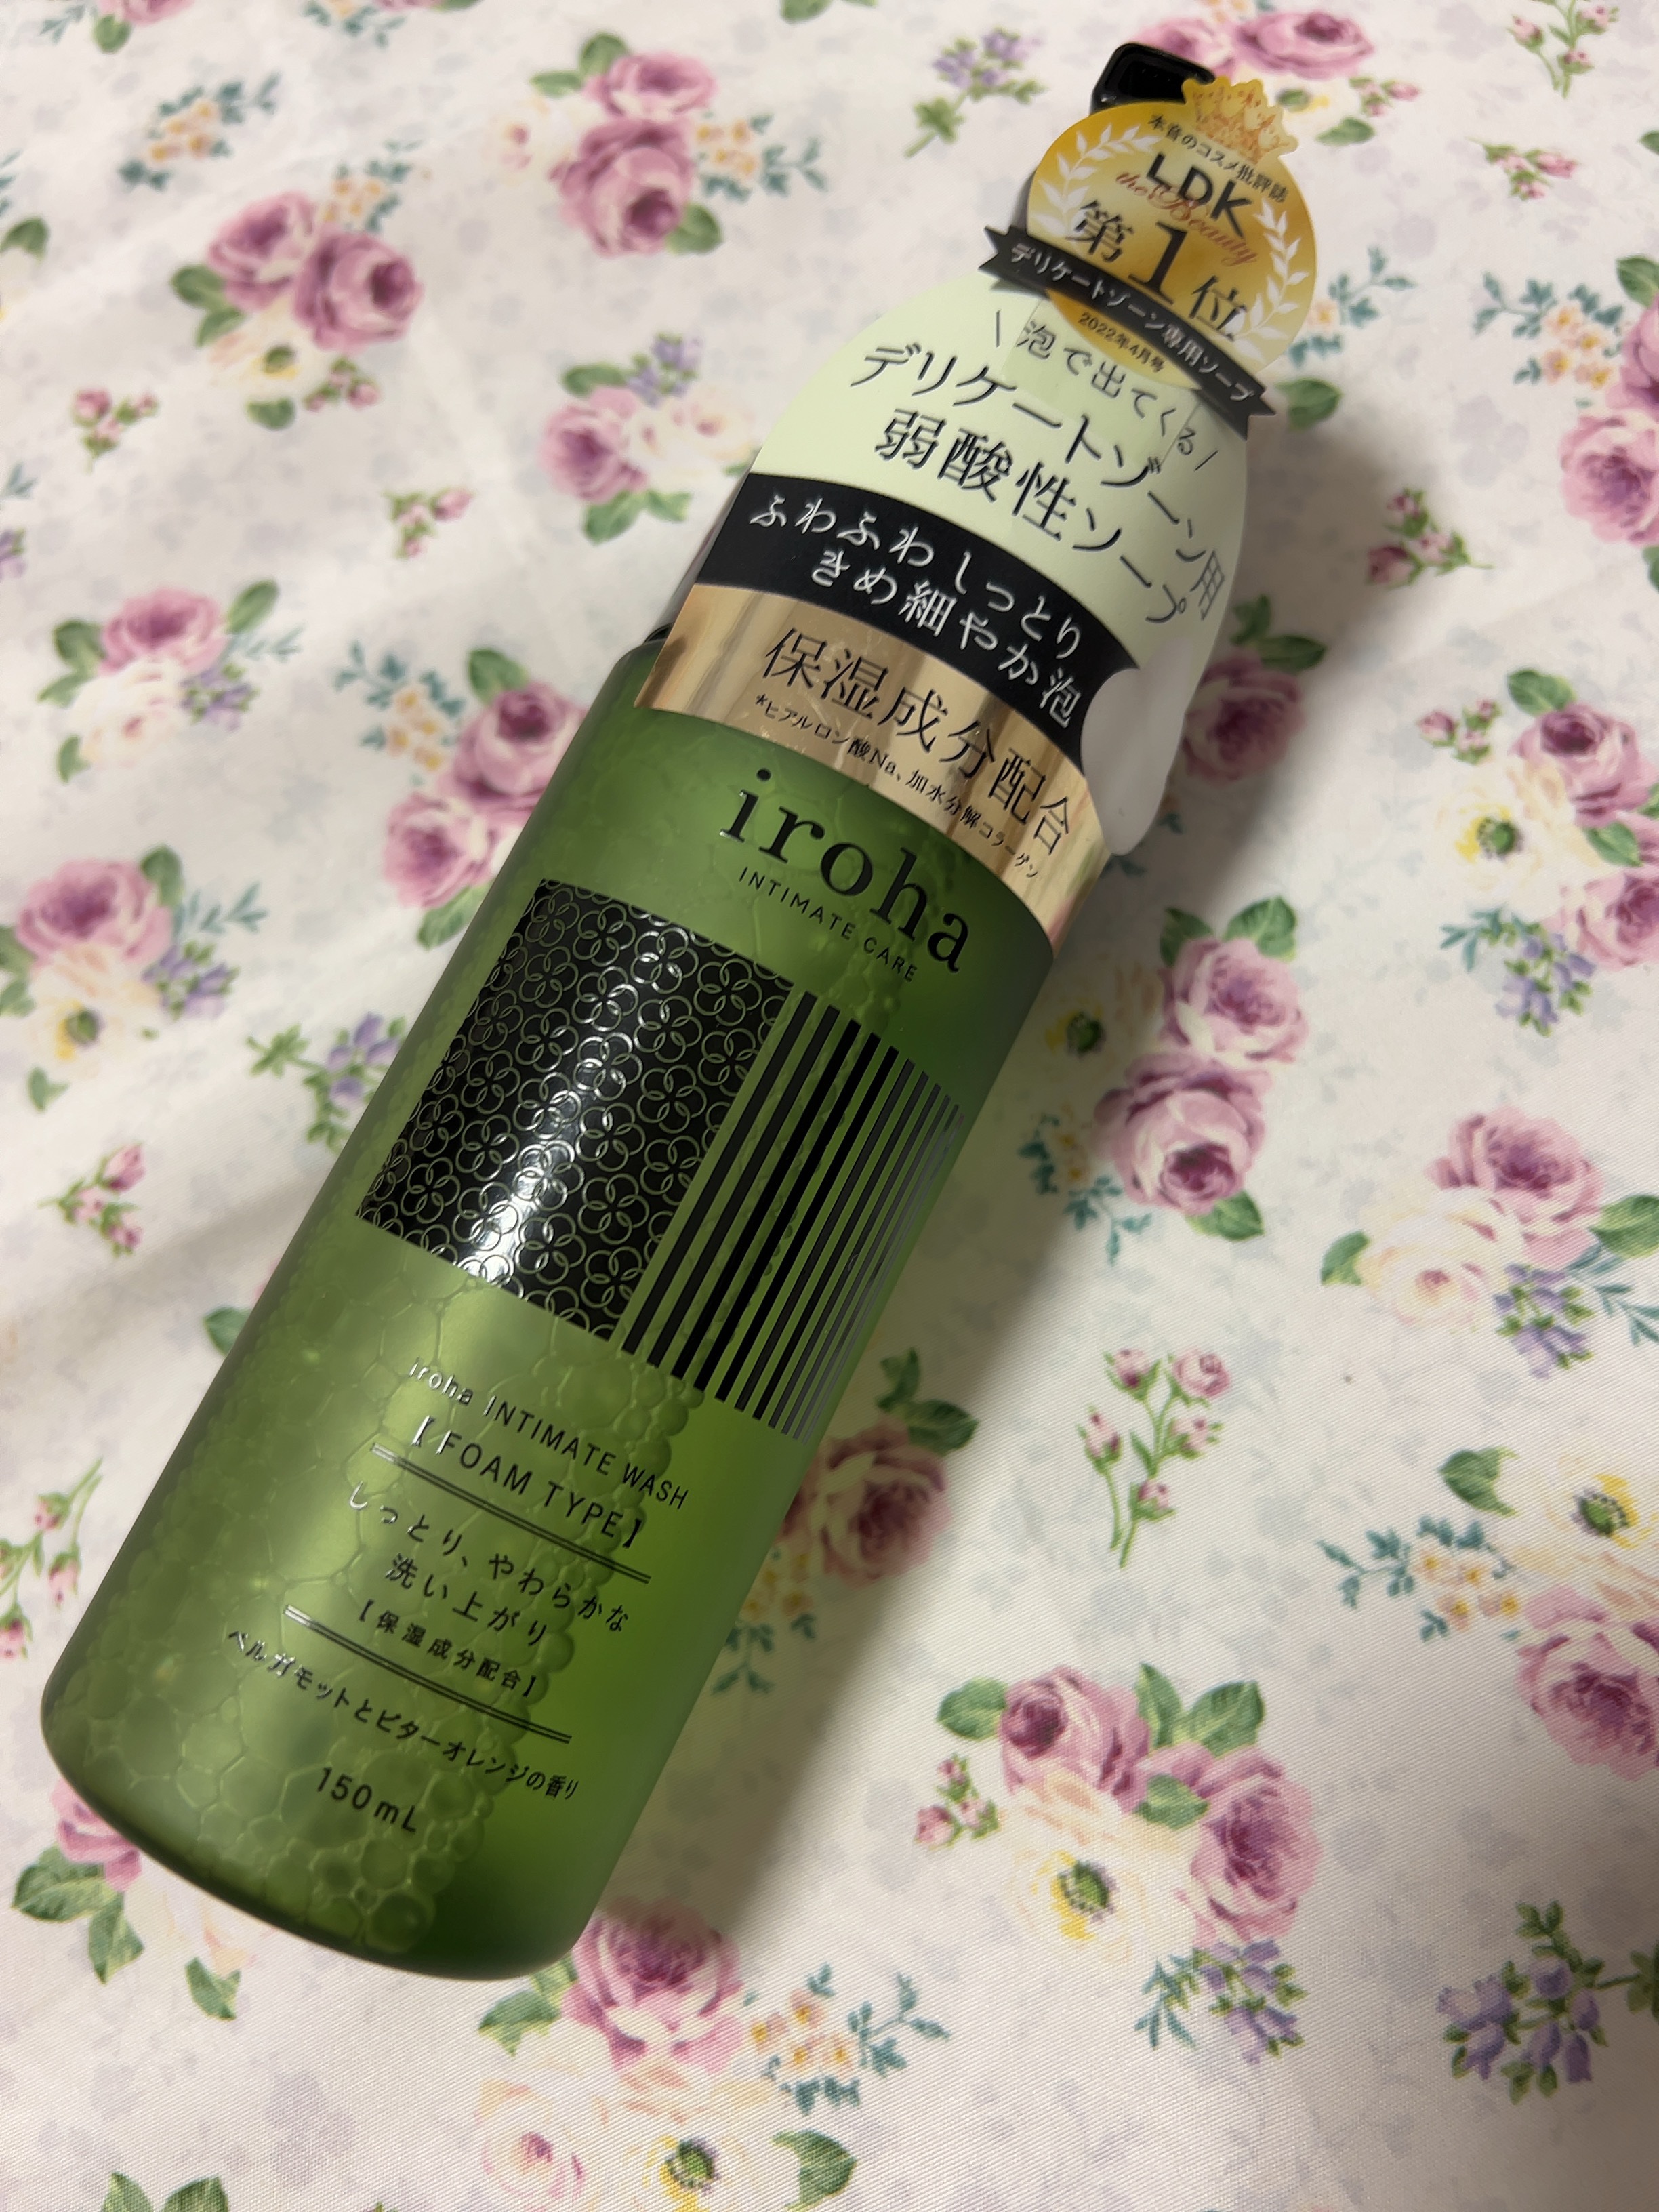 本音のコスメ批評誌
LDK
the Beauty
第1位
デリケートゾーン専用ソープ
2022年4月号
\ 泡で出てくる /
デリケートゾーン用
弱酸性ソープ
ふわふわ しっとり
きめ細やか泡
保湿成分配合
*ヒアルロン酸Na、加水分解コラーゲン
iroha
INTIMATE CARE
iroha INTIMATE WASH
【FOAM TYPE】
しっとり、やわらかな
洗い上がり
【保湿成分配合】
ベルガモットとビターオレンジの香り
150mL